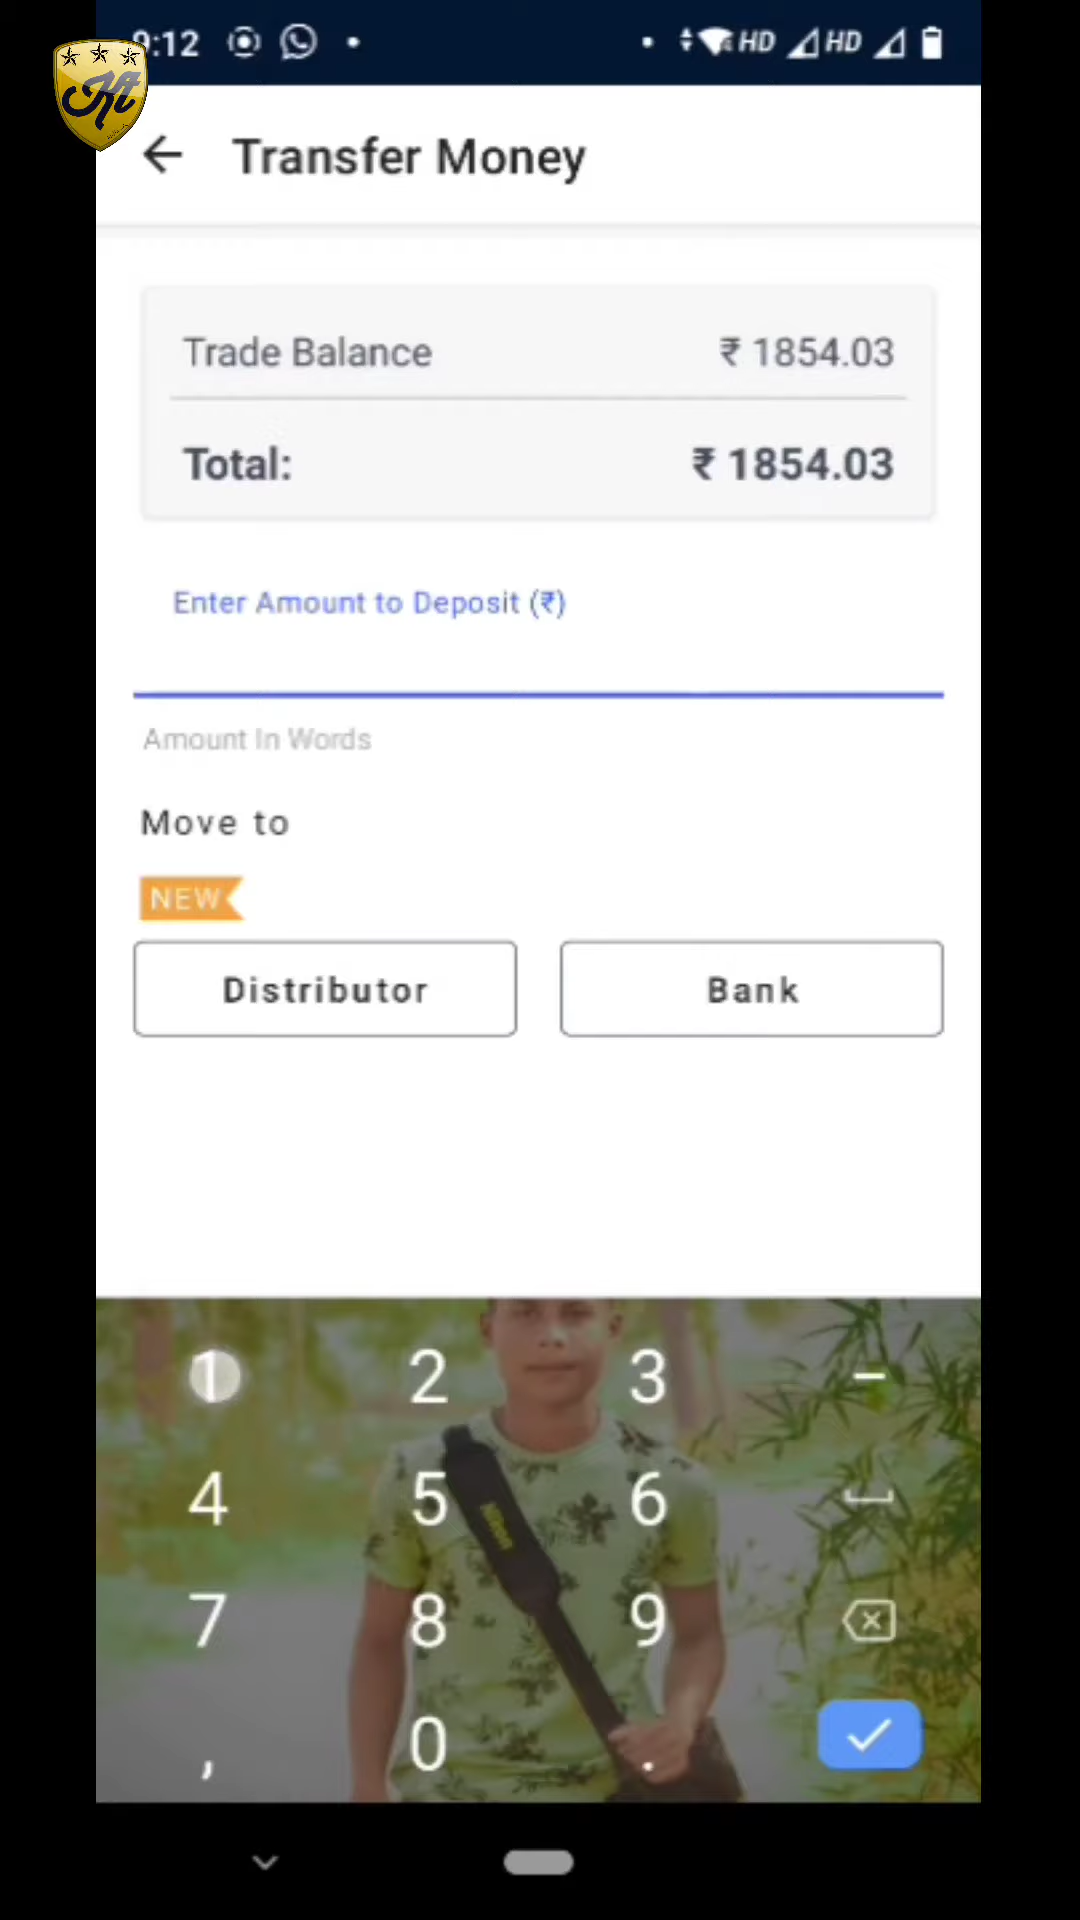 9:12 HD HD
Transfer Money
Trade Balance ₹ 1854.03
Total: ₹ 1854.03
Enter Amount to Deposit (₹)
Amount In Words
Move to
NEW
Distributor Bank
1 2 3 -
4 5 6
7 8 9
, 0 .